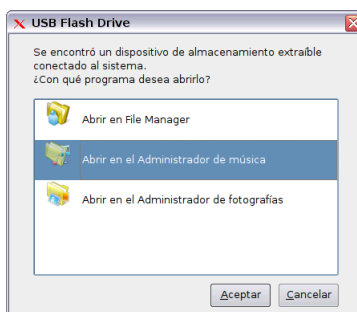 USB Flash Drive
Se encontró un dispositivo de almacenamiento extraíble
conectado al sistema.
¿Con qué programa desea abrirlo?
Abrir en File Manager
Abrir en el Administrador de música
Abrir en el Administrador de fotografías
Aceptar Cancelar